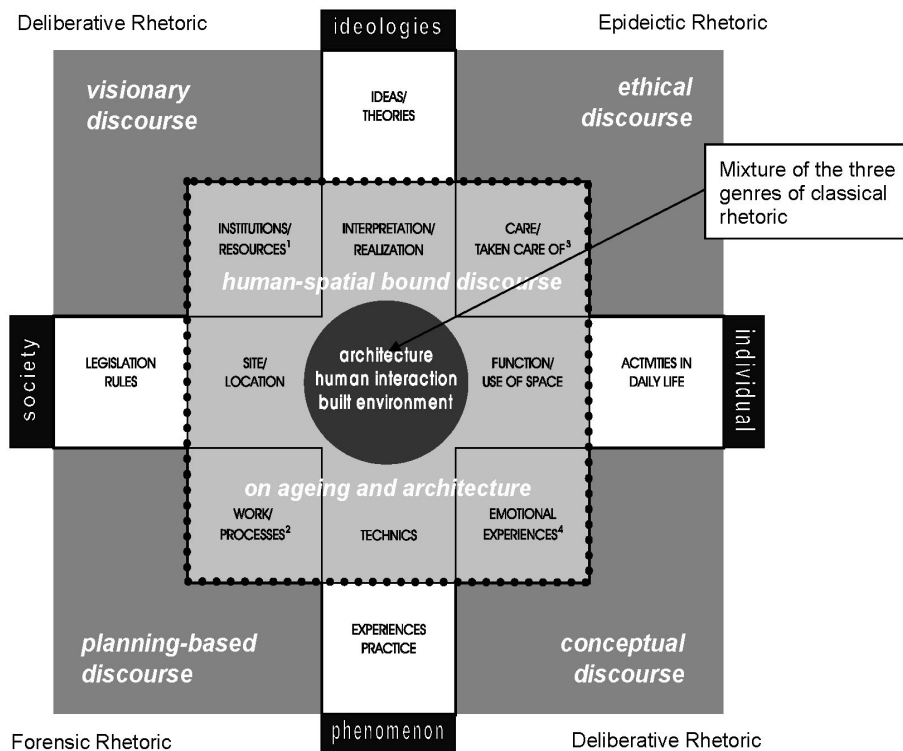 Deliberative Rhetoric
ideologies
Epideictic Rhetoric
visionary
discourse
IDEAS/
THEORIES
ethical
discourse
Mixture of the three
genres of classical
rhetoric
INSTITUTIONS/
RESOURCES¹
INTERPRETATION/
REALIZATION
CARE/
TAKEN CARE OF³
human-spatial bound discourse
society
LEGISLATION
RULES
SITE/
LOCATION
architecture
human interaction
built environment
FUNCTION/
USE OF SPACE
ACTIVITIES IN
DAILY LIFE
individual
on ageing and architecture
WORK/
PROCESSES²
TECHNICS
EMOTIONAL
EXPERIENCES⁴
planning-based
discourse
EXPERIENCES
PRACTICE
conceptual
discourse
Forensic Rhetoric
phenomenon
Deliberative Rhetoric